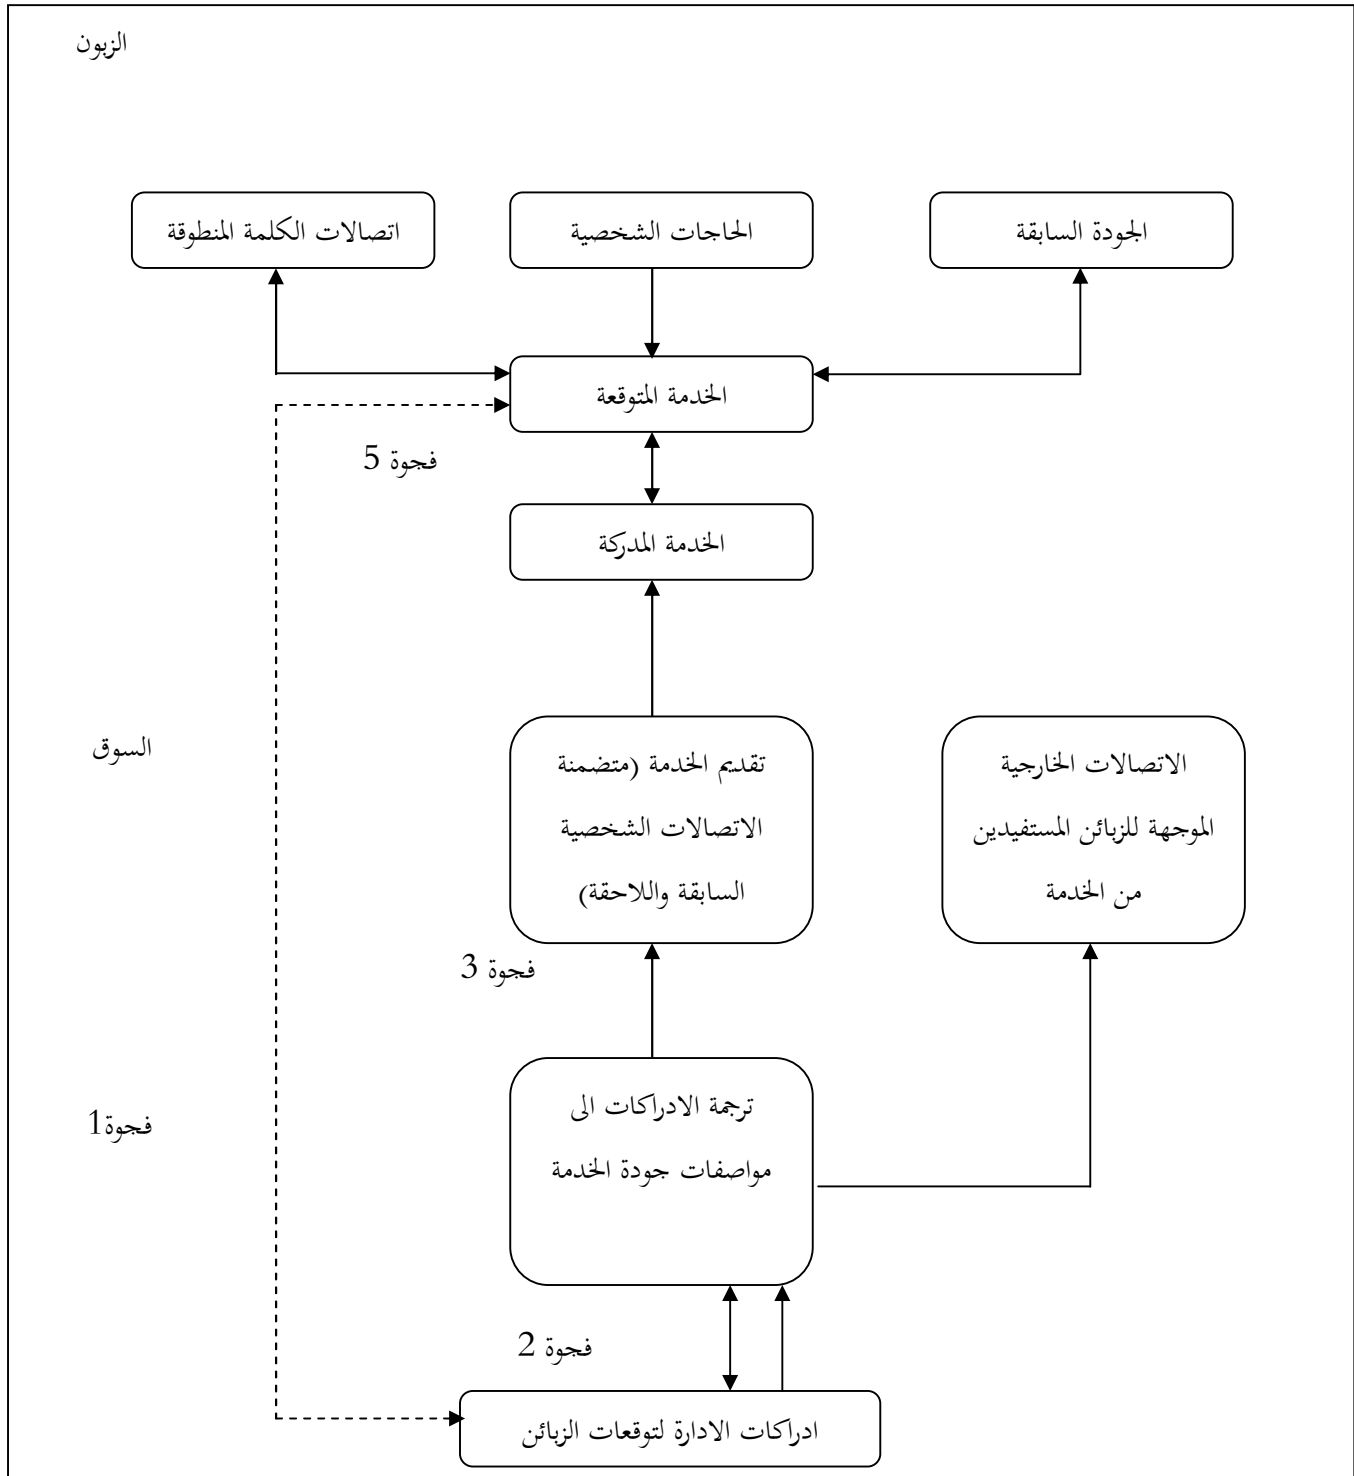 الزبون
الجودة السابقة
الحاجات الشخصية
اتصالات الكلمة المنطوقة
الخدمة المتوقعة
فجوة 5
الخدمة المدركة
السوق
الاتصالات الخارجية
الموجهة للزبائن المستفيدين
من الخدمة
تقديم الخدمة (متضمنة
الاتصالات الشخصية
السابقة واللاحقة)
فجوة 3
ترجمة الادراكات الى
مواصفات جودة الخدمة
فجوة1
فجوة 2
ادراكات الادارة لتوقعات الزبائن